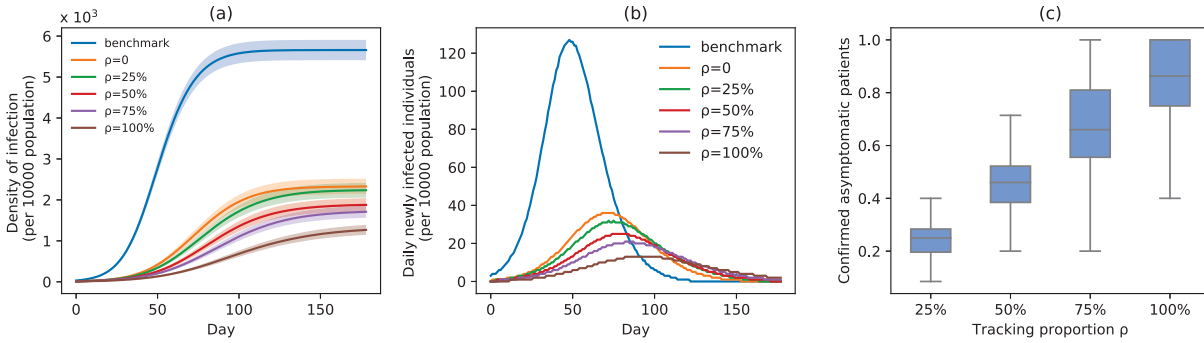 (a)
6 x 10³
5
4
3
2
1
0
Density of infection
(per 10000 population)
benchmark
ρ=0
ρ=25%
ρ=50%
ρ=75%
ρ=100%
0 50 100 150
Day
(b)
120
100
80
60
40
20
0
Daily newly infected individuals
(per 10000 population)
benchmark
ρ=0
ρ=25%
ρ=50%
ρ=75%
ρ=100%
0 50 100 150
Day
(c)
1.0
0.8
0.6
0.4
0.2
Confirmed asymptomatic patients
25% 50% 75% 100%
Tracking proportion ρ